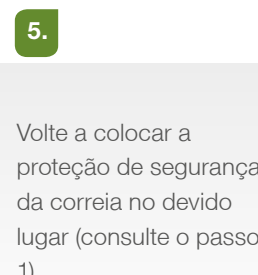 5.
Volte a colocar a
proteção de segurança
da correia no devido
lugar (consulte o passo
1).